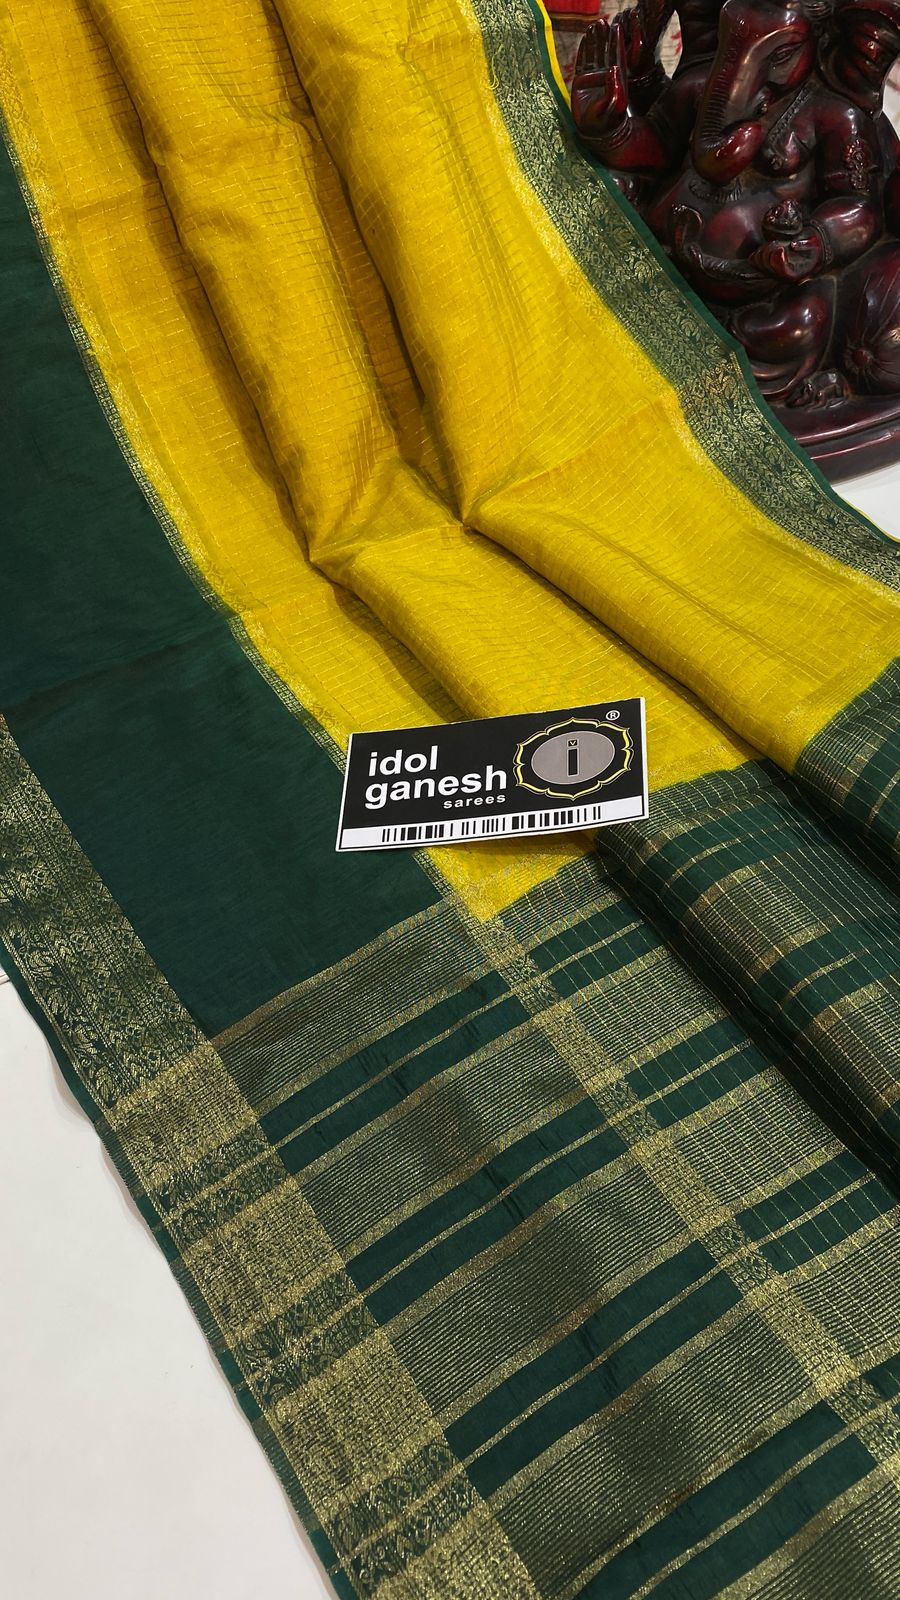 idol
ganesh
sarees
®
V
i